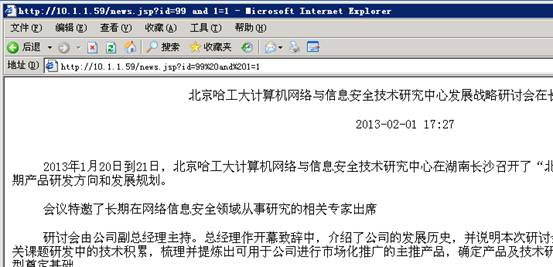 http://10.1.1.59/news.jsp?id=99 and 1=1 - Microsoft Internet Explorer
文件(F) 编辑(E) 查看(V) 收藏(A) 工具(T) 帮助(H)
后退 搜索 收藏夹
地址(D) http://10.1.1.59/news.jsp?id=99%20and%201=1
北京哈工大计算机网络与信息安全技术研究中心发展战略研讨会在长
2013-02-01 17:27
2013年1月20日到21日，北京哈工大计算机网络与信息安全技术研究中心在湖南长沙召开了“北
期产品研发方向和发展规划。
会议特邀了长期在网络信息安全领域从事研究的相关专家出席
研讨会由公司副总经理主持。总经理作开幕致辞中，介绍了公司的发展历史，并说明本次研讨会
关课题研发中的技术积累，梳理并提炼出可用于公司进行市场化推广的主推产品，确定产品及技术研
型奠定基础